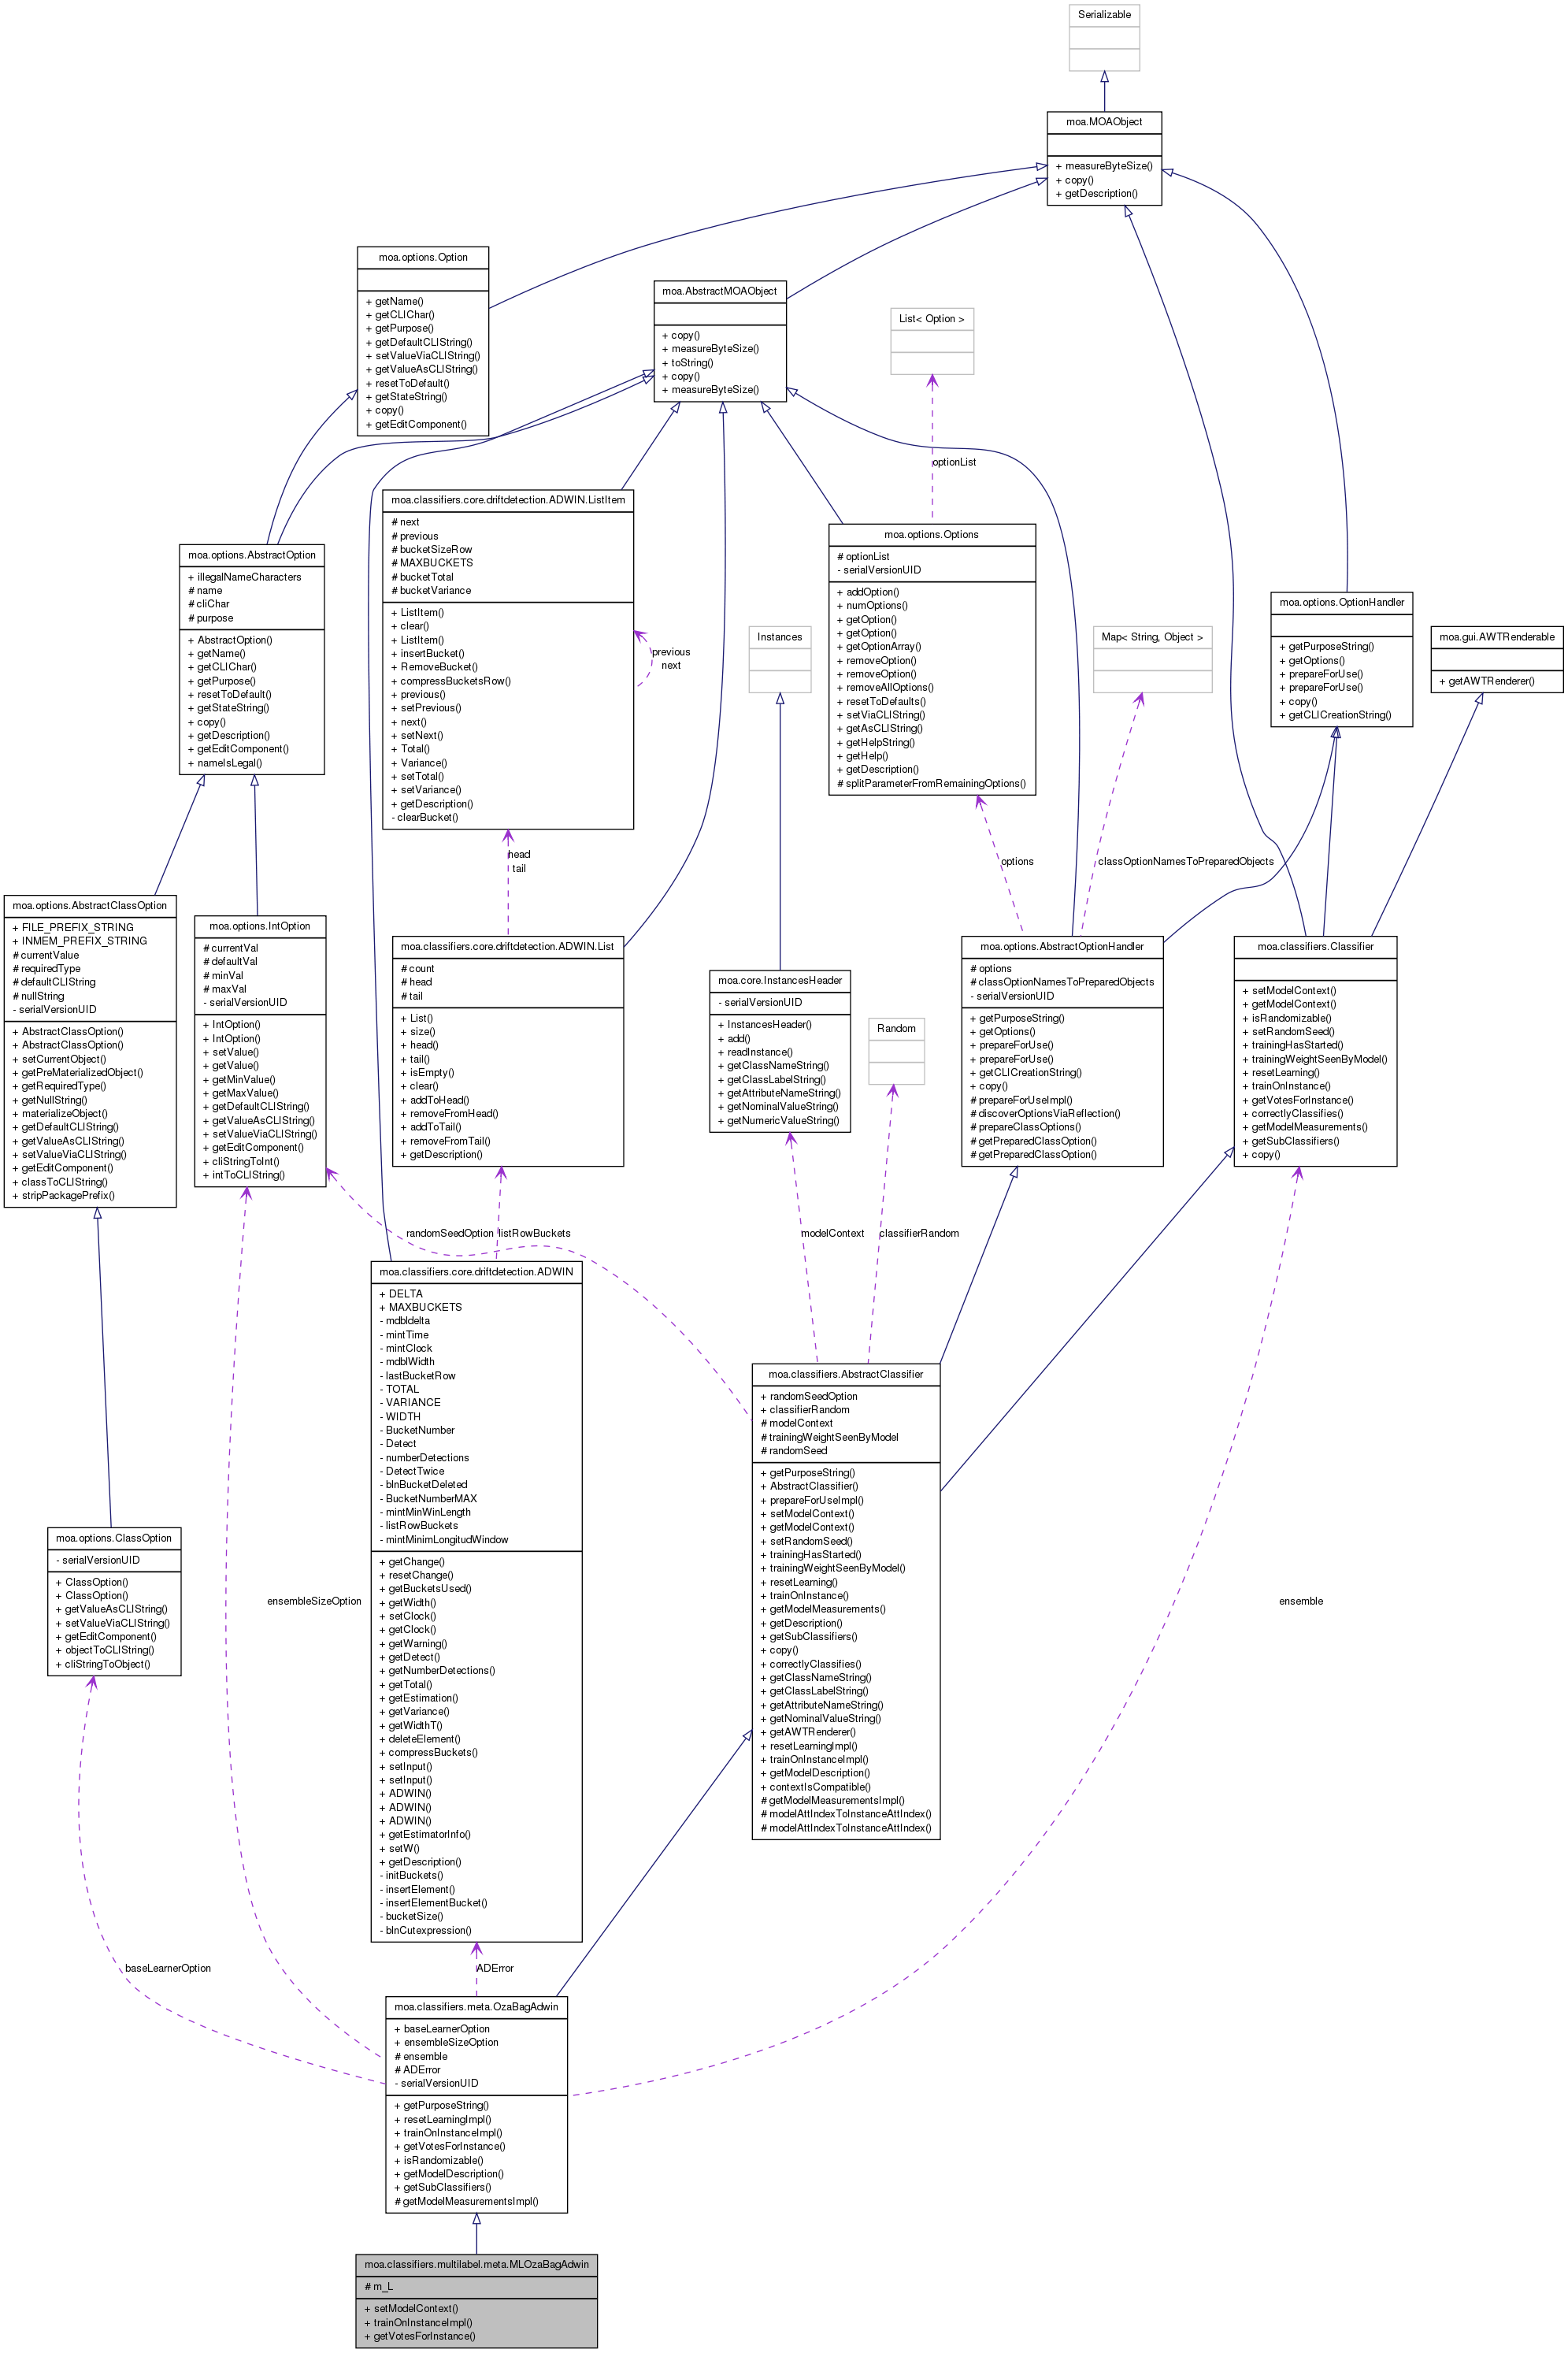 Serializable
moa.MOAObject
+ measureByteSize()
+ copy()
+ getDescription()
moa.options.Option
+ getName()
+ getCLIChar()
+ getPurpose()
+ getDefaultCLIString()
+ setValueViaCLIString()
+ getValueAsCLIString()
+ resetToDefault()
+ getStateString()
+ copy()
+ getEditComponent()
moa.AbstractMOAObject
+ copy()
+ measureByteSize()
+ toString()
+ copy()
+ measureByteSize()
List< Option >
optionList
moa.classifiers.core.driftdetection.ADWIN.ListItem
# next
# previous
# bucketSizeRow
# MAXBUCKETS
# bucketTotal
# bucketVariance
+ ListItem()
+ clear()
+ ListItem()
+ insertBucket()
+ RemoveBucket()
+ compressBucketsRow()
+ previous()
+ setPrevious()
+ next()
+ setNext()
+ Total()
+ Variance()
+ setTotal()
+ setVariance()
+ getDescription()
- clearBucket()
previous
next
moa.options.Options
# optionList
- serialVersionUID
+ addOption()
+ numOptions()
+ getOption()
+ getOption()
+ getOptionArray()
+ removeOption()
+ removeOption()
+ removeAllOptions()
+ resetToDefaults()
+ setViaCLIString()
+ getAsCLIString()
+ getHelpString()
+ getHelp()
+ getDescription()
# splitParameterFromRemainingOptions()
moa.options.AbstractOption
+ illegalNameCharacters
# name
# cliChar
# purpose
+ AbstractOption()
+ getName()
+ getCLIChar()
+ getPurpose()
+ resetToDefault()
+ getStateString()
+ copy()
+ getDescription()
+ getEditComponent()
+ nameIsLegal()
Instances
Map< String, Object >
moa.options.OptionHandler
+ getPurposeString()
+ getOptions()
+ prepareForUse()
+ prepareForUse()
+ copy()
+ getCLICreationString()
moa.gui.AWTRenderable
+ getAWTRenderer()
head
tail
options
classOptionNamesToPreparedObjects
moa.options.AbstractClassOption
+ FILE_PREFIX_STRING
+ INMEM_PREFIX_STRING
# currentValue
# requiredType
# defaultCLIString
# nullString
- serialVersionUID
+ AbstractClassOption()
+ AbstractClassOption()
+ setCurrentObject()
+ getPreMaterializedObject()
+ getRequiredType()
+ getNullString()
+ materializeObject()
+ getDefaultCLIString()
+ getValueAsCLIString()
+ setValueViaCLIString()
+ getEditComponent()
+ classToCLIString()
+ stripPackagePrefix()
moa.options.IntOption
# currentVal
# defaultVal
# minVal
# maxVal
- serialVersionUID
+ IntOption()
+ IntOption()
+ setValue()
+ getValue()
+ getMinValue()
+ getMaxValue()
+ getDefaultCLIString()
+ getValueAsCLIString()
+ setValueViaCLIString()
+ getEditComponent()
+ cliStringToInt()
+ intToCLIString()
moa.classifiers.core.driftdetection.ADWIN.List
# count
# head
# tail
+ List()
+ size()
+ head()
+ tail()
+ isEmpty()
+ clear()
+ addToHead()
+ removeFromHead()
+ addToTail()
+ removeFromTail()
+ getDescription()
moa.core.InstancesHeader
- serialVersionUID
+ InstancesHeader()
+ add()
+ readInstance()
+ getClassNameString()
+ getClassLabelString()
+ getAttributeNameString()
+ getNominalValueString()
+ getNumericValueString()
Random
moa.options.AbstractOptionHandler
# options
# classOptionNamesToPreparedObjects
- serialVersionUID
+ getPurposeString()
+ getOptions()
+ prepareForUse()
+ prepareForUse()
+ getCLICreationString()
+ copy()
# prepareForUseImpl()
# discoverOptionsViaReflection()
# prepareClassOptions()
# getPreparedClassOption()
# getPreparedClassOption()
moa.classifiers.Classifier
+ setModelContext()
+ getModelContext()
+ isRandomizable()
+ setRandomSeed()
+ trainingHasStarted()
+ trainingWeightSeenByModel()
+ resetLearning()
+ trainOnInstance()
+ getVotesForInstance()
+ correctlyClassifies()
+ getModelMeasurements()
+ getSubClassifiers()
+ copy()
randomSeedOption
listRowBuckets
modelContext
classifierRandom
moa.classifiers.core.driftdetection.ADWIN
+ DELTA
+ MAXBUCKETS
- mdbldelta
- mintTime
- mintClock
- mdblWidth
- lastBucketRow
- TOTAL
- VARIANCE
- WIDTH
- BucketNumber
- Detect
- numberDetections
- DetectTwice
- blnBucketDeleted
- BucketNumberMAX
- mintMinWinLength
- listRowBuckets
- mintMinimLongitudWindow
+ getChange()
+ resetChange()
+ getBucketsUsed()
+ getWidth()
+ setClock()
+ getClock()
+ getWarning()
+ getDetect()
+ getNumberDetections()
+ getTotal()
+ getEstimation()
+ getVariance()
+ getWidthT()
+ deleteElement()
+ compressBuckets()
+ setInput()
+ setInput()
+ ADWIN()
+ ADWIN()
+ ADWIN()
+ getEstimatorInfo()
+ setW()
+ getDescription()
- initBuckets()
- insertElement()
- insertElementBucket()
- bucketSize()
- blnCutexpression()
moa.classifiers.AbstractClassifier
+ randomSeedOption
+ classifierRandom
# modelContext
# trainingWeightSeenByModel
# randomSeed
+ getPurposeString()
+ AbstractClassifier()
+ prepareForUseImpl()
+ setModelContext()
+ getModelContext()
+ setRandomSeed()
+ trainingHasStarted()
+ trainingWeightSeenByModel()
+ resetLearning()
+ trainOnInstance()
+ getModelMeasurements()
+ getDescription()
+ getSubClassifiers()
+ copy()
+ correctlyClassifies()
+ getClassNameString()
+ getClassLabelString()
+ getAttributeNameString()
+ getNominalValueString()
+ getAWTRenderer()
+ resetLearningImpl()
+ trainOnInstanceImpl()
+ getModelDescription()
+ contextIsCompatible()
# getModelMeasurementsImpl()
# modelAttIndexToInstanceAttIndex()
# modelAttIndexToInstanceAttIndex()
moa.options.ClassOption
- serialVersionUID
+ ClassOption()
+ ClassOption()
+ getValueAsCLIString()
+ setValueViaCLIString()
+ getEditComponent()
+ objectToCLIString()
+ cliStringToObject()
ensembleSizeOption
ensemble
baseLearnerOption
ADError
moa.classifiers.meta.OzaBagAdwin
+ baseLearnerOption
+ ensembleSizeOption
# ensemble
# ADError
- serialVersionUID
+ getPurposeString()
+ resetLearningImpl()
+ trainOnInstanceImpl()
+ getVotesForInstance()
+ isRandomizable()
+ getModelDescription()
+ getSubClassifiers()
# getModelMeasurementsImpl()
moa.classifiers.multilabel.meta.MLOzaBagAdwin
# m_L
+ setModelContext()
+ trainOnInstanceImpl()
+ getVotesForInstance()